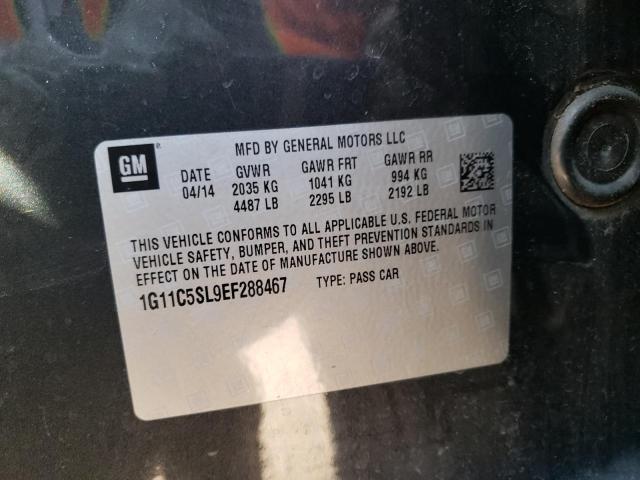 GM
MFD BY GENERAL MOTORS LLC
DATE GVWR GAWR FRT GAWR RR
04/14 2035 KG 1041 KG 994 KG
4487 LB 2295 LB 2192 LB
THIS VEHICLE CONFORMS TO ALL APPLICABLE U.S. FEDERAL MOTOR
VEHICLE SAFETY, BUMPER, AND THEFT PREVENTION STANDARDS IN
EFFECT ON THE DATE OF MANUFACTURE SHOWN ABOVE.
1G11C5SL9EF288467 TYPE: PASS CAR